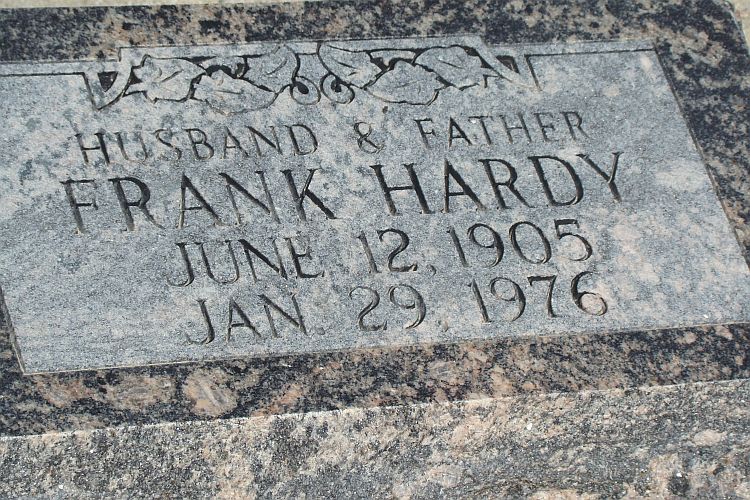 HUSBAND & FATHER
FRANK HARDY
JUNE 12, 1905
JAN. 29, 1976